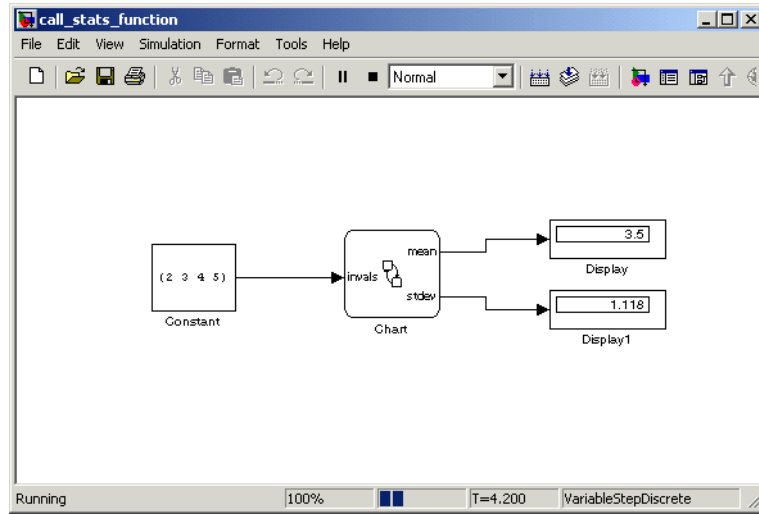 call_stats_function
File Edit View Simulation Format Tools Help
Normal
(2 3 4 5)
Constant
invals
mean
stdev
Chart
3.5
Display
1.118
Display1
Running 100% T=4.200 VariableStepDiscrete